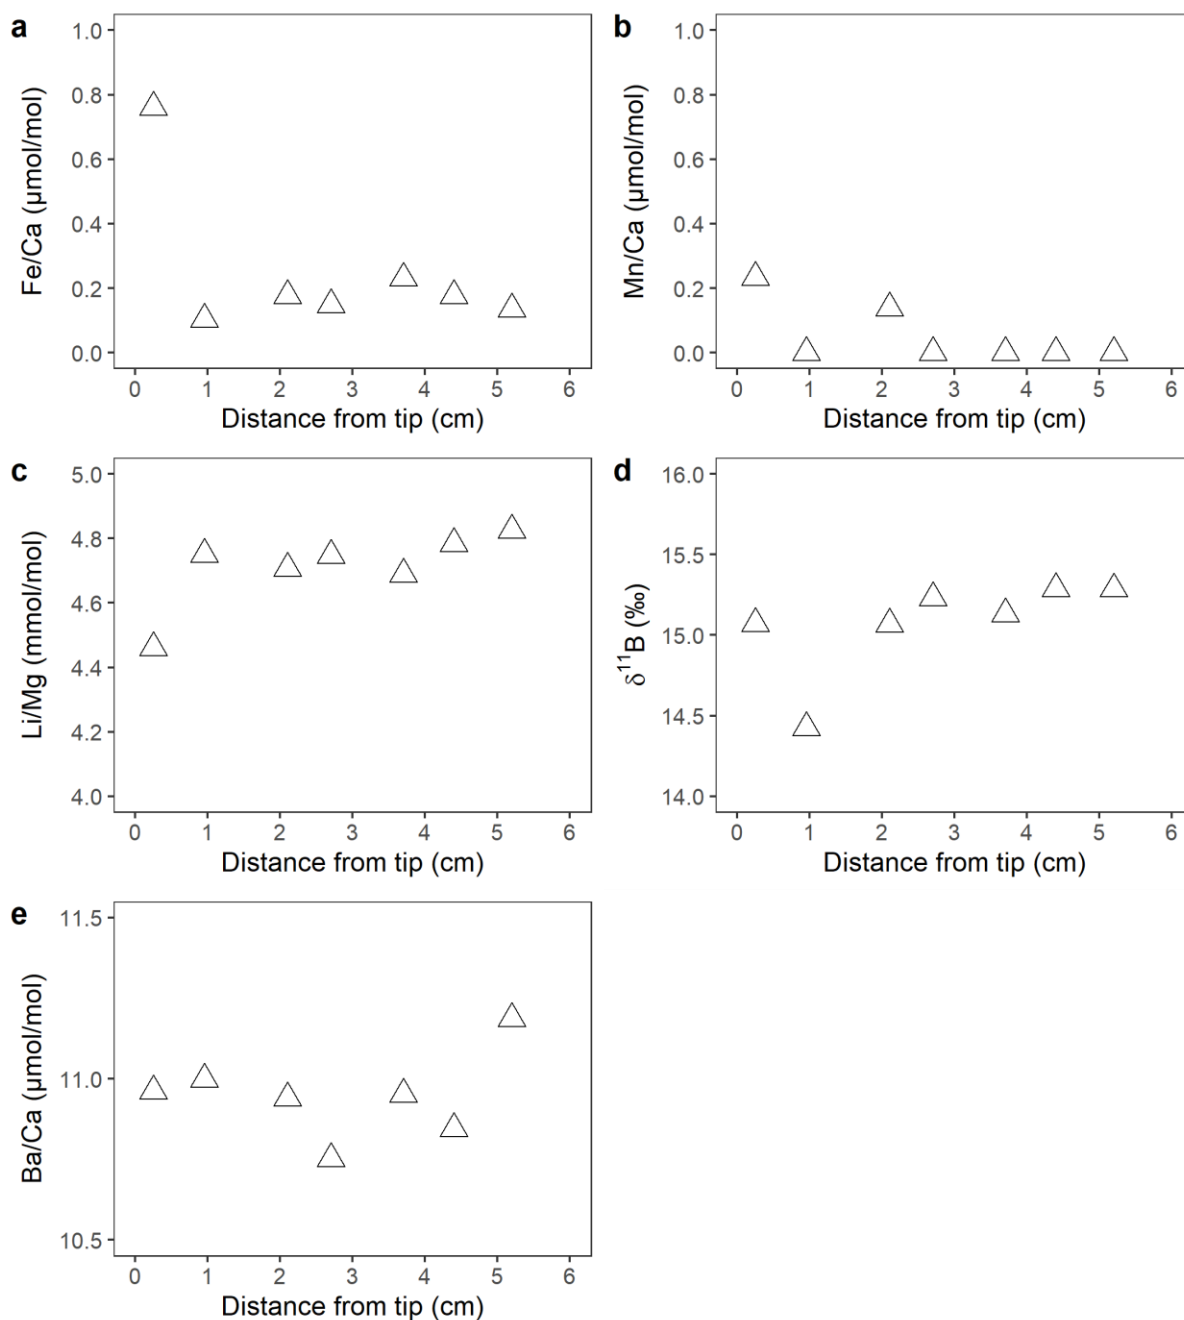 a
1.0
0.8
0.6
0.4
0.2
0.0
Fe/Ca (µmol/mol)
0 1 2 3 4 5 6
Distance from tip (cm)
b
1.0
0.8
0.6
0.4
0.2
0.0
Mn/Ca (µmol/mol)
0 1 2 3 4 5 6
Distance from tip (cm)
c
5.0
4.8
4.6
4.4
4.2
4.0
Li/Mg (mmol/mol)
0 1 2 3 4 5 6
Distance from tip (cm)
d
16.0
15.5
15.0
14.5
14.0
δ¹¹B (‰)
0 1 2 3 4 5 6
Distance from tip (cm)
e
11.5
11.0
10.5
Ba/Ca (µmol/mol)
0 1 2 3 4 5 6
Distance from tip (cm)